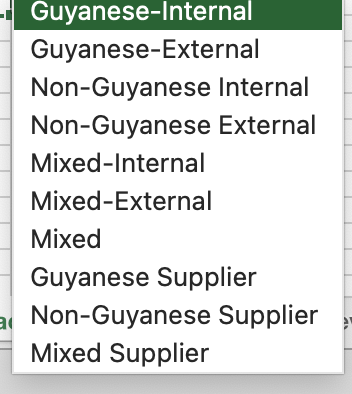 Guyanese-Internal
Guyanese-External
Non-Guyanese Internal
Non-Guyanese External
Mixed-Internal
Mixed-External
Mixed
Guyanese Supplier
Non-Guyanese Supplier
Mixed Supplier